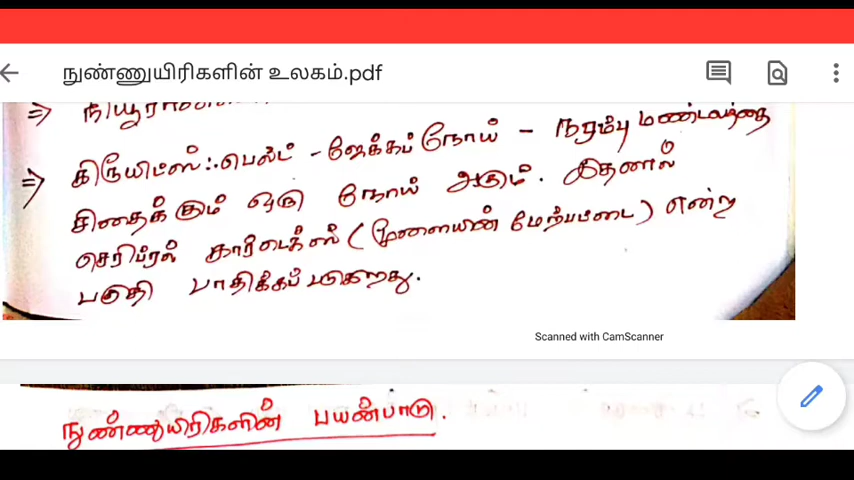 நுண்ணுயிரிகளின் உலகம்.pdf
⇒
⇒ கிருயிட்ஸ்ஃபெல்ட் - ஜேக்கப் நோய் - நரம்பு மண்டலத்தை
சிதைக்கும் ஒரு நோய் ஆகும். இதனால்
செரிப்ரல் கார்டைக்ஸ் (மூளையின் மேற்பட்டை) என்ற
பகுதி பாதிக்கப்படுகிறது.
Scanned with CamScanner
நுண்ணுயிரிகளின் பயன்பாடு.